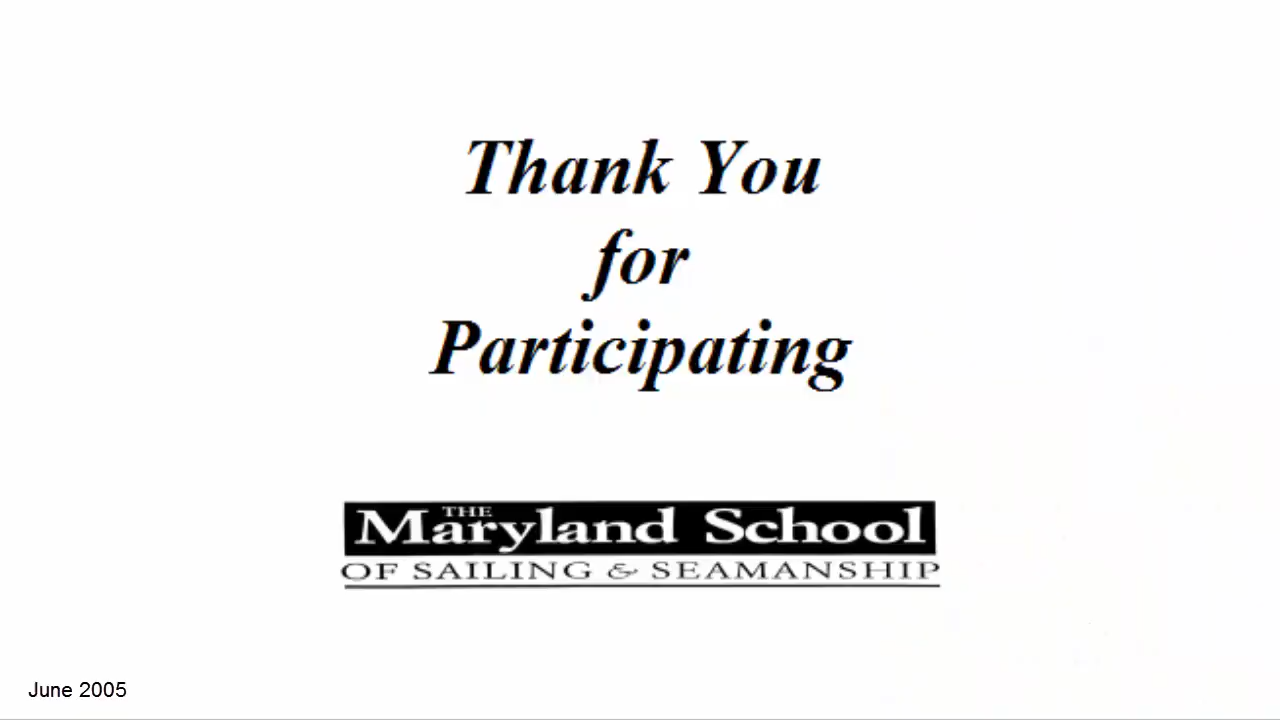 Thank You
for
Participating
THE
Maryland School
OF SAILING & SEAMANSHIP
June 2005